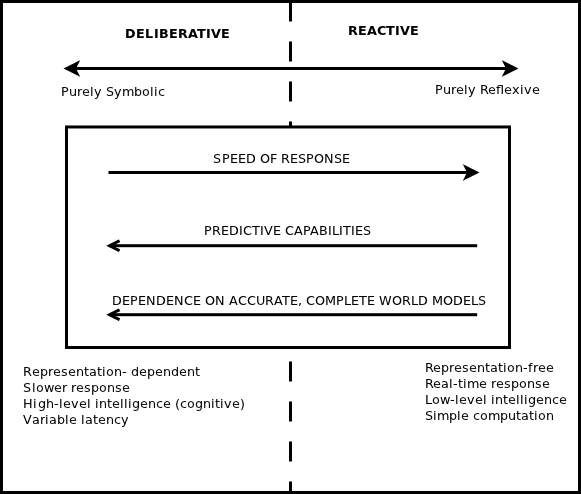 DELIBERATIVE
REACTIVE
Purely Symbolic
Purely Reflexive
SPEED OF RESPONSE
PREDICTIVE CAPABILITIES
DEPENDENCE ON ACCURATE, COMPLETE WORLD MODELS
Representation- dependent
Slower response
High-level intelligence (cognitive)
Variable latency
Representation-free
Real-time response
Low-level intelligence
Simple computation